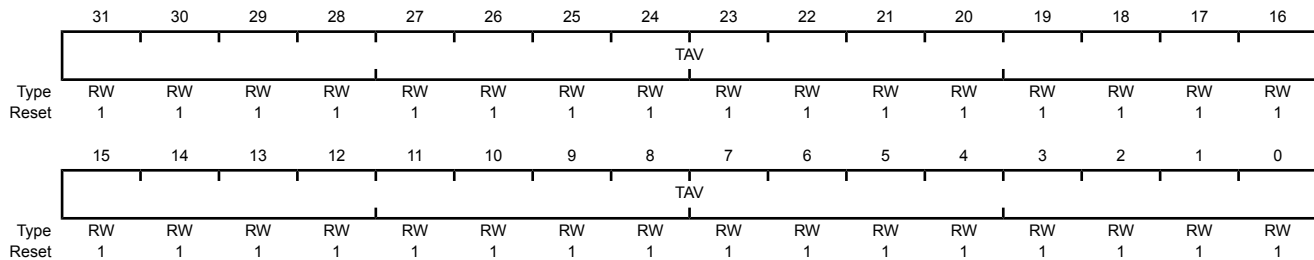 31 30 29 28 27 26 25 24 23 22 21 20 19 18 17 16
TAV
Type RW RW RW RW RW RW RW RW RW RW RW RW RW RW RW RW
Reset 1 1 1 1 1 1 1 1 1 1 1 1 1 1 1 1
15 14 13 12 11 10 9 8 7 6 5 4 3 2 1 0
TAV
Type RW RW RW RW RW RW RW RW RW RW RW RW RW RW RW RW
Reset 1 1 1 1 1 1 1 1 1 1 1 1 1 1 1 1